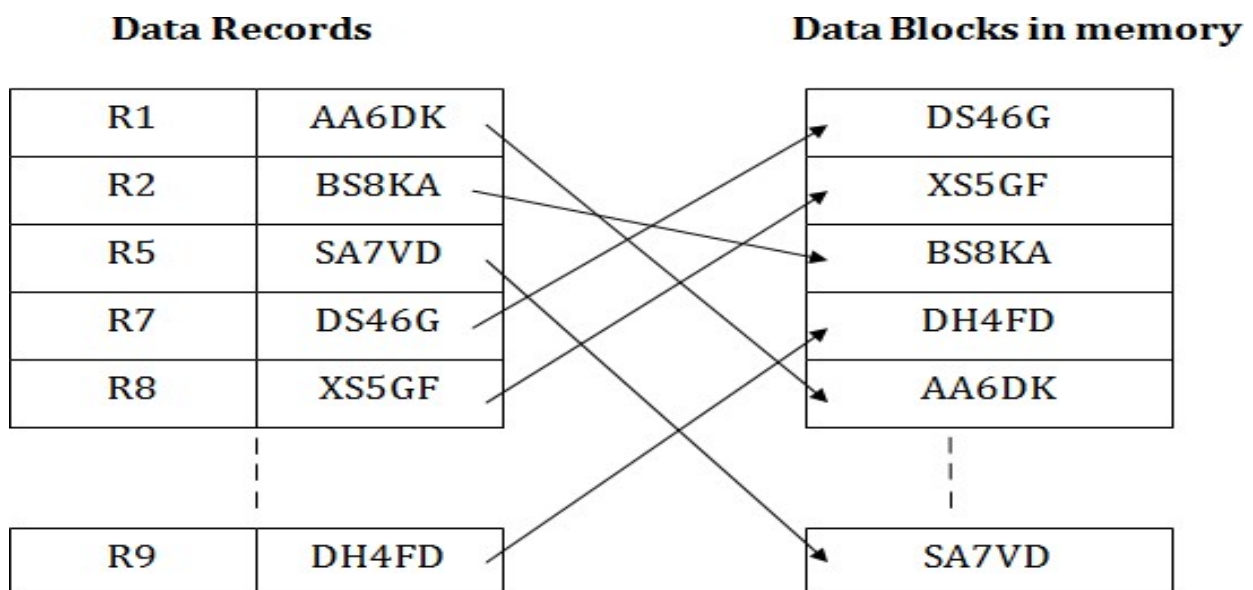 Data Records Data Blocks in memory
R1 AA6DK DS46G
R2 BS8KA XS5GF
R5 SA7VD BS8KA
R7 DS46G DH4FD
R8 XS5GF AA6DK
R9 DH4FD SA7VD